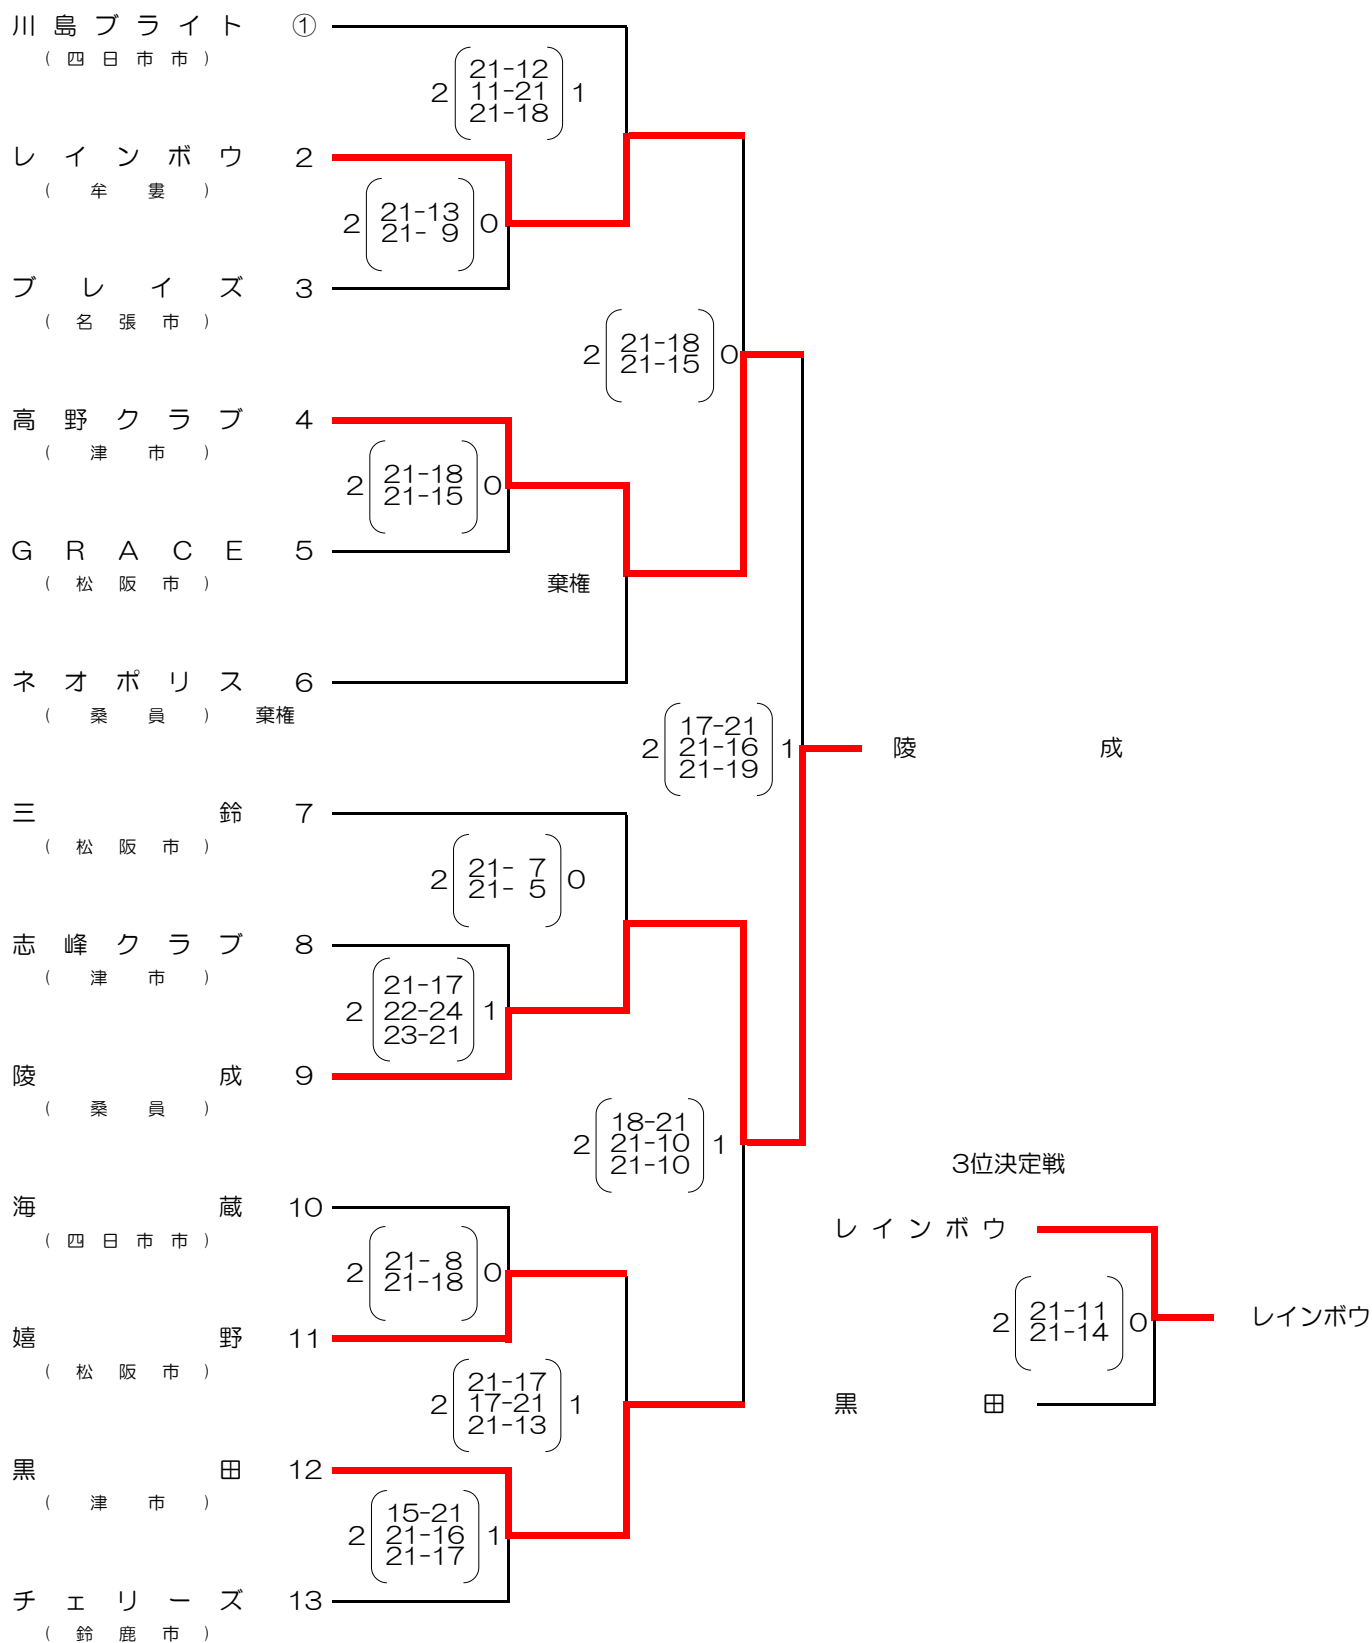 川島ブライト ①
(四日市市)
21-12
2 11-21 1
21-18
レインボウ 2
(牟婁)
2 21-13 0
21- 9
ブレイズ 3
(名張市)
2 21-18 0
21-15
高野クラブ 4
(津市)
2 21-18 0
21-15
GRACE 5
(松阪市)
棄権
ネオポリス 6
(桑員) 棄権
17-21
2 21-16 1
21-19
陵成
三鈴 7
(松阪市)
2 21- 7 0
21- 5
志峰クラブ 8
(津市)
21-17
2 22-24 1
23-21
陵成 9
(桑員)
18-21
2 21-10 1
21-10
3位決定戦
海蔵 10
(四日市市)
レインボウ
2 21- 8 0
21-18
2 21-11 0
21-14
レインボウ
嬉野 11
(松阪市)
21-17
2 17-21 1
21-13
黒田
黒田 12
(津市)
15-21
2 21-16 1
21-17
チェリーズ 13
(鈴鹿市)